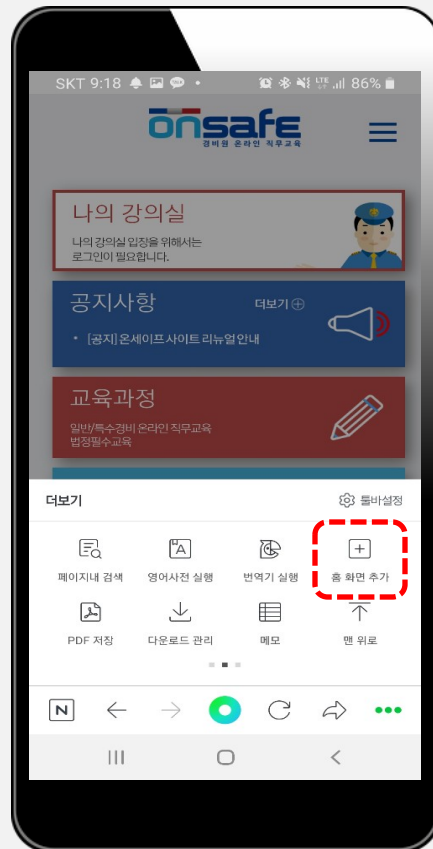 SKT 9:18 LTE 86%
onsafe
경비원 온라인 직무교육
나의 강의실
나의 강의실 입장을 위해서는
로그인이 필요합니다.
공지사항 더보기
• [공지] 온세이프 사이트 리뉴얼 안내
교육과정
일반/특수경비 온라인 직무교육
법정필수교육
더보기 툴바설정
페이지내 검색 영어사전 실행 번역기 실행 홈 화면 추가
PDF 저장 다운로드 관리 메모 맨 위로
N